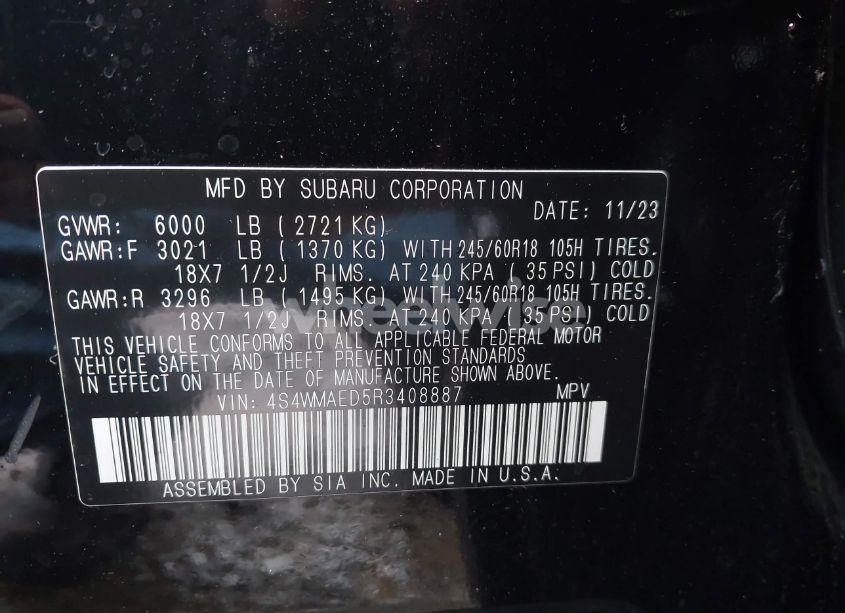 MFD BY SUBARU CORPORATION
DATE: 11/23
GVWR: 6000 LB ( 2721 KG)
GAWR:F 3021 LB ( 1370 KG) WITH 245/60R18 105H TIRES.
18X7 1/2J RIMS. AT 240 KPA ( 35 PSI) COLD
GAWR:R 3296 LB ( 1495 KG) WITH 245/60R18 105H TIRES.
18X7 1/2J RIMS. AT 240 KPA ( 35 PSI) COLD
wheelwise
THIS VEHICLE CONFORMS TO ALL APPLICABLE FEDERAL MOTOR
VEHICLE SAFETY AND THEFT PREVENTION STANDARDS
IN EFFECT ON THE DATE OF MANUFACTURE SHOWN ABOVE.
VIN: 4S4WMAED5R3408887 MPV
ASSEMBLED BY SIA INC. MADE IN U.S.A.